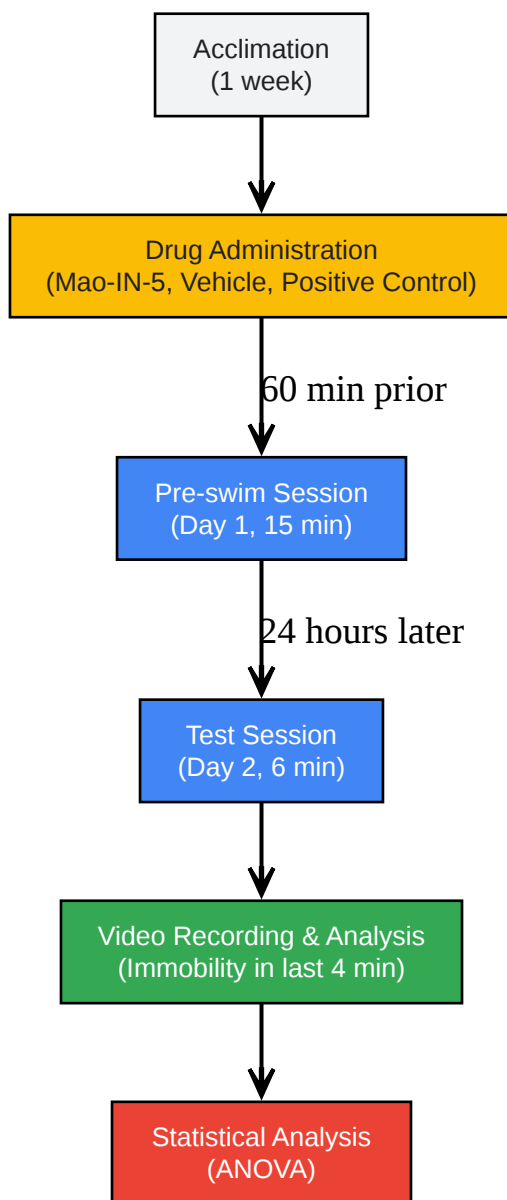 Acclimation
(1 week)
Drug Administration
(Mao-IN-5, Vehicle, Positive Control)
60 min prior
Pre-swim Session
(Day 1, 15 min)
24 hours later
Test Session
(Day 2, 6 min)
Video Recording & Analysis
(Immobility in last 4 min)
Statistical Analysis
(ANOVA)